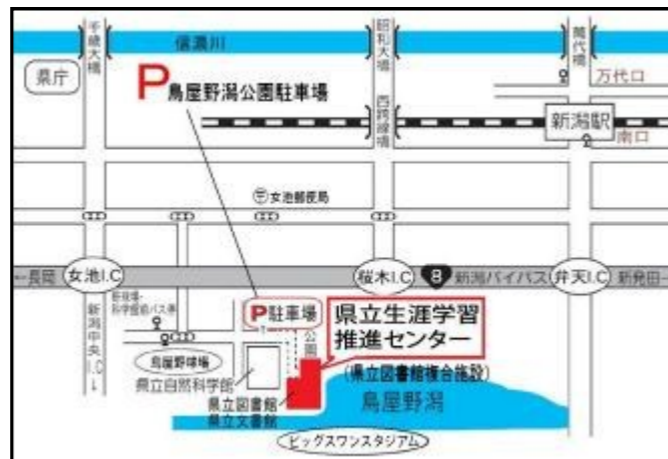 千歳大橋
信濃川
昭和大橋
萬代橋
県庁
P 鳥屋野潟公園駐車場
万代口
西跨線橋
新潟駅
南口
〒女池郵便局
←長岡
女池I.C
桜木I.C
8 新潟バイパス
弁天I.C
新発田→
新潟中央I.C↓
P駐車場
公園
県立生涯学習
推進センター
鳥屋野球場
県立自然科学館
(県立図書館複合施設)
県立図書館
県立文書館
鳥屋野潟
ビッグスワンスタジアム